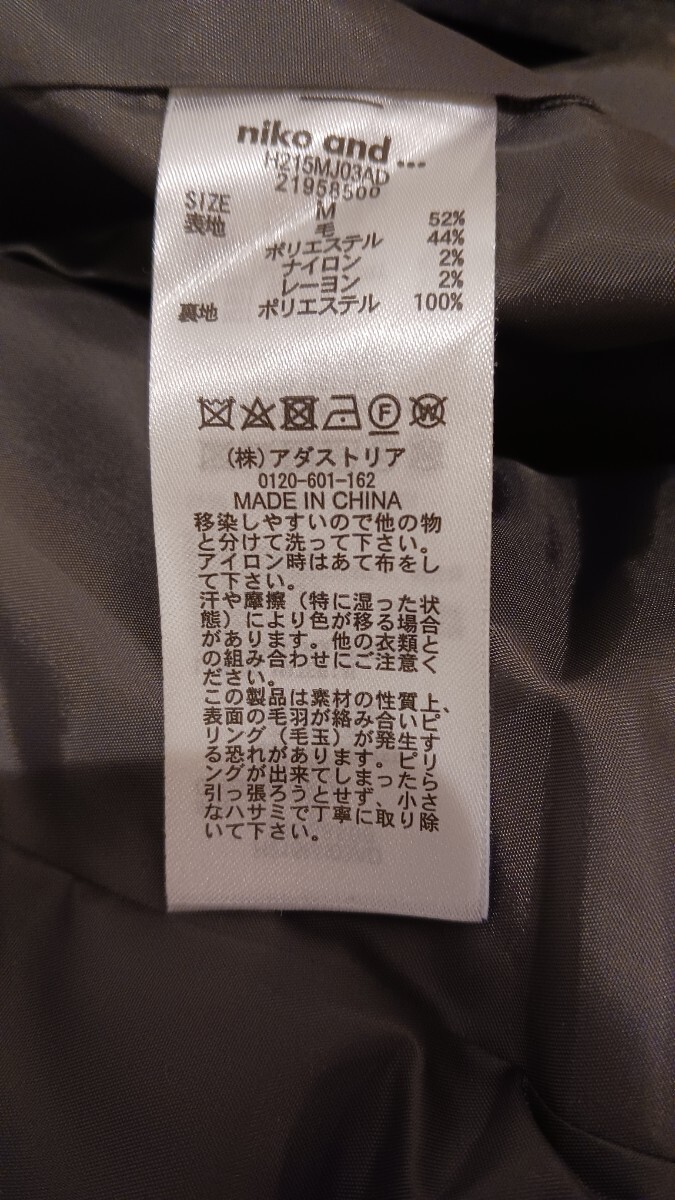 niko and ...
H215MJ03AD
21958500
SIZE M
表地 毛 52%
ポリエステル 44%
ナイロン 2%
レーヨン 2%
裏地 ポリエステル 100%
F W
(株)アダストリア
0120-601-162
MADE IN CHINA
移染しやすいので他の物
と分けて洗って下さい。
アイロン時はあて布をし
て下さい。
汗や摩擦（特に湿った状
態）により色が移る場合
があります。他の衣類と
の組み合わせにご注意く
ださい。
この製品は素材の性質上、
表面の毛羽が絡み合いピ
リング（毛玉）が発生す
る恐れがあります。ピリ
ングが出来てしまったら
引っ張ろうとせず、小さ
なハサミで丁寧に取り除
いて下さい。